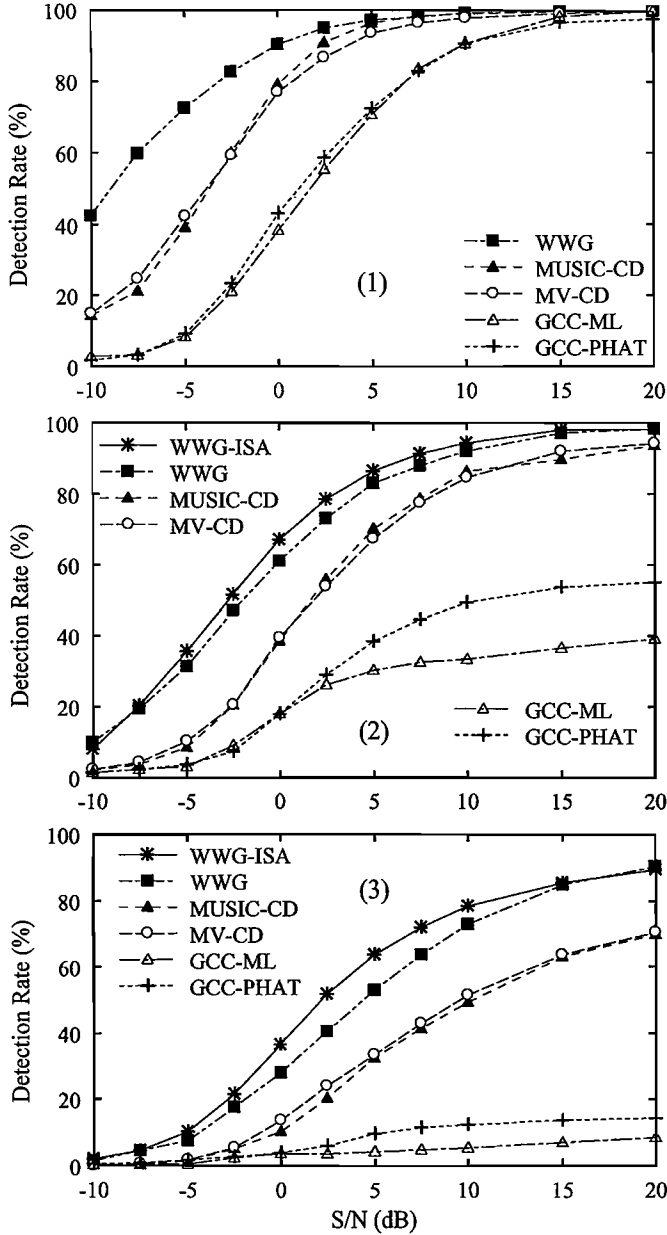 100
80
60
40
20
0
Detection Rate (%)
(1)
WWG
MUSIC-CD
MV-CD
GCC-ML
GCC-PHAT
-10 -5 0 5 10 15 20
100
80
60
40
20
0
Detection Rate (%)
WWG-ISA
WWG
MUSIC-CD
MV-CD
(2)
GCC-ML
GCC-PHAT
-10 -5 0 5 10 15 20
100
80
60
40
20
0
Detection Rate (%)
WWG-ISA
WWG
MUSIC-CD
MV-CD
GCC-ML
GCC-PHAT
(3)
-10 -5 0 5 10 15 20
S/N (dB)